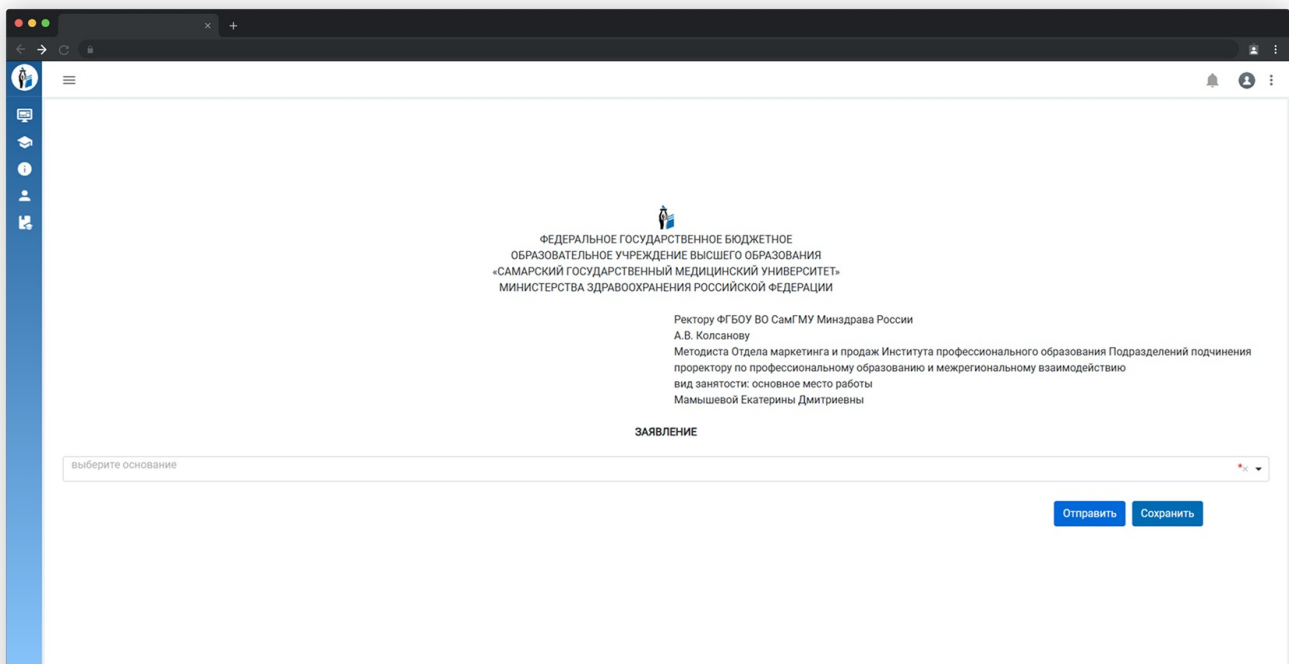 ФЕДЕРАЛЬНОЕ ГОСУДАРСТВЕННОЕ БЮДЖЕТНОЕ
ОБРАЗОВАТЕЛЬНОЕ УЧРЕЖДЕНИЕ ВЫСШЕГО ОБРАЗОВАНИЯ
«САМАРСКИЙ ГОСУДАРСТВЕННЫЙ МЕДИЦИНСКИЙ УНИВЕРСИТЕТ»
МИНИСТЕРСТВА ЗДРАВООХРАНЕНИЯ РОССИЙСКОЙ ФЕДЕРАЦИИ
Ректору ФГБОУ ВО СамГМУ Минздрава России
А.В. Колсанову
Методиста Отдела маркетинга и продаж Института профессионального образования Подразделений подчинения
проректору по профессиональному образованию и межрегиональному взаимодействию
вид занятости: основное место работы
Мамышевой Екатерины Дмитриевны
ЗАЯВЛЕНИЕ
выберите основание *
Отправить Сохранить